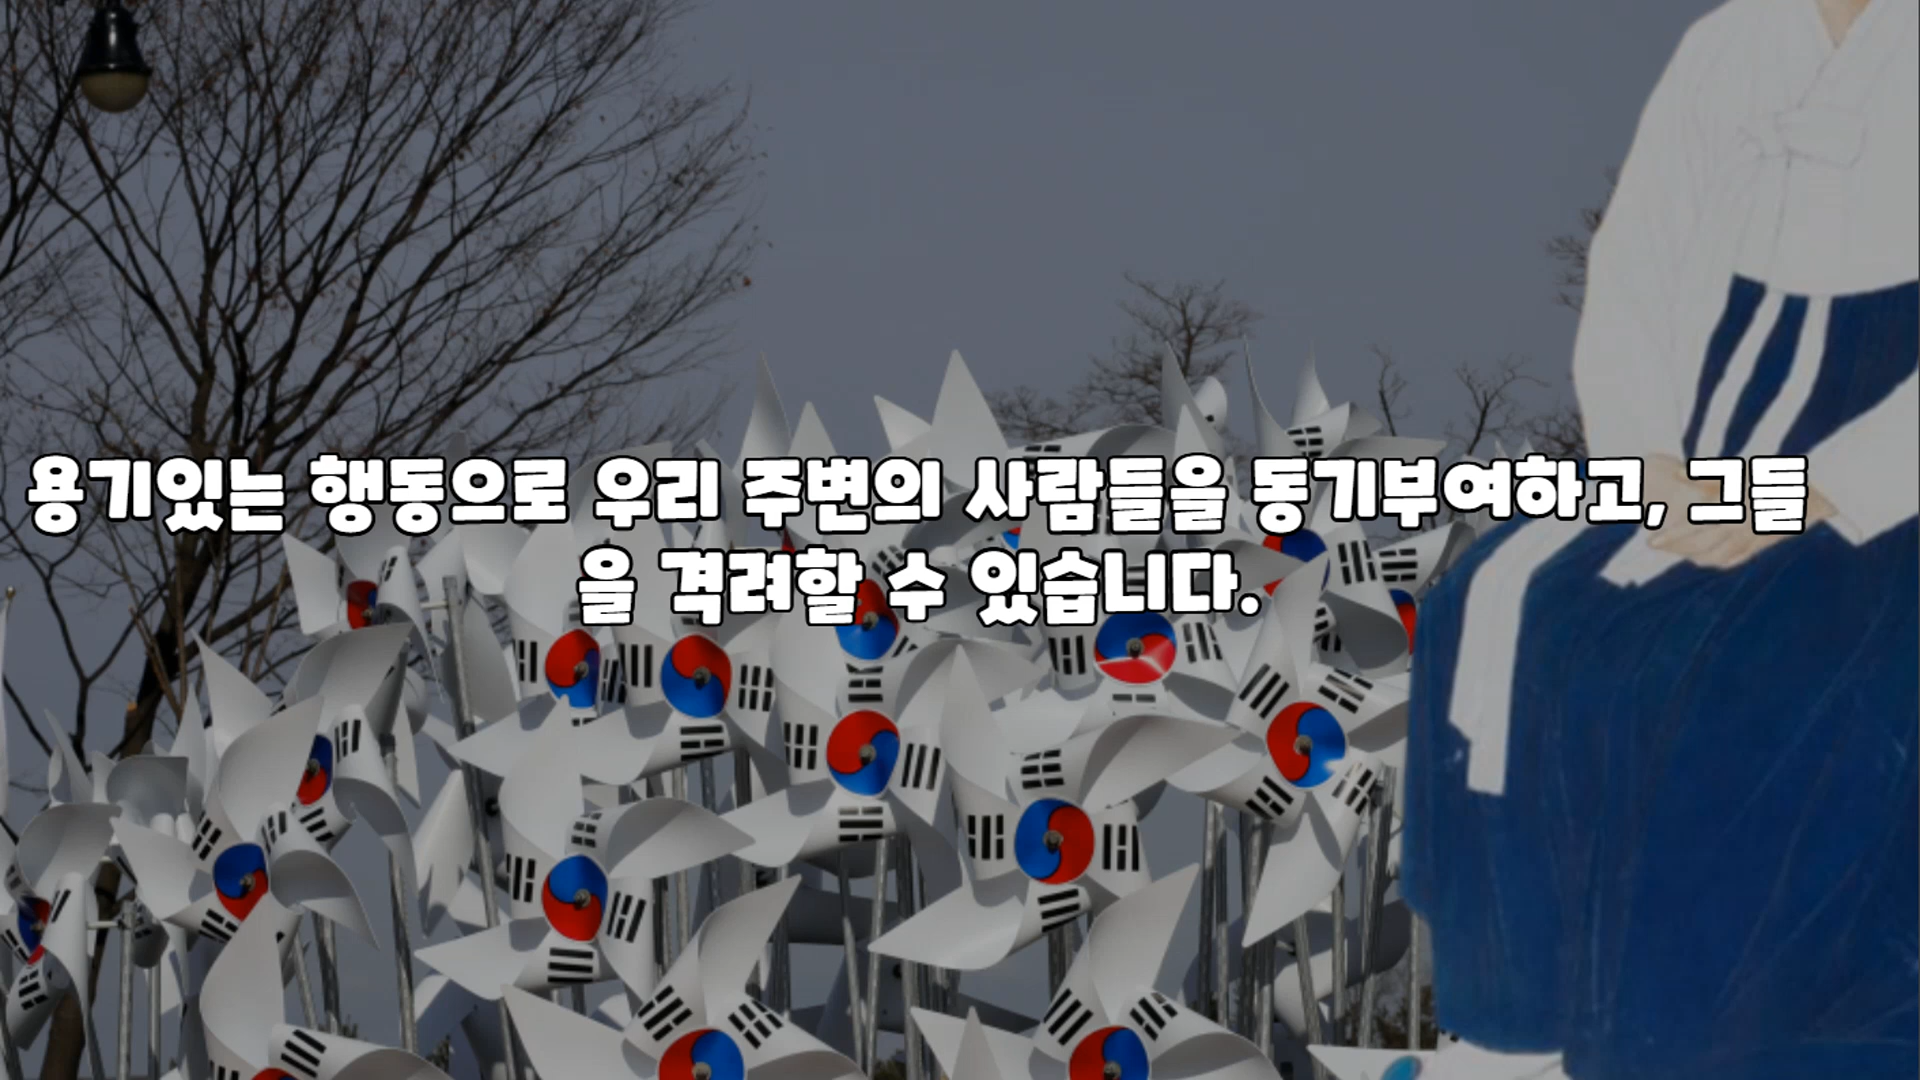 용기있는 행동으로 우리 주변의 사람들을 동기부여하고, 그들
을 격려할 수 있습니다.